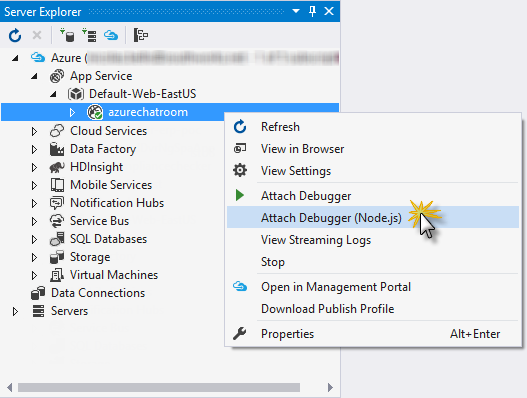 Server Explorer
Azure (
App Service
Default-Web-EastUS
azurechatroom
Cloud Services
Data Factory
HDInsight
Mobile Services
Notification Hubs
Service Bus
SQL Databases
Storage
Virtual Machines
Data Connections
Servers
Refresh
View in Browser
View Settings
Attach Debugger
Attach Debugger (Node.js)
View Streaming Logs
Stop
Open in Management Portal
Download Publish Profile
Properties Alt+Enter